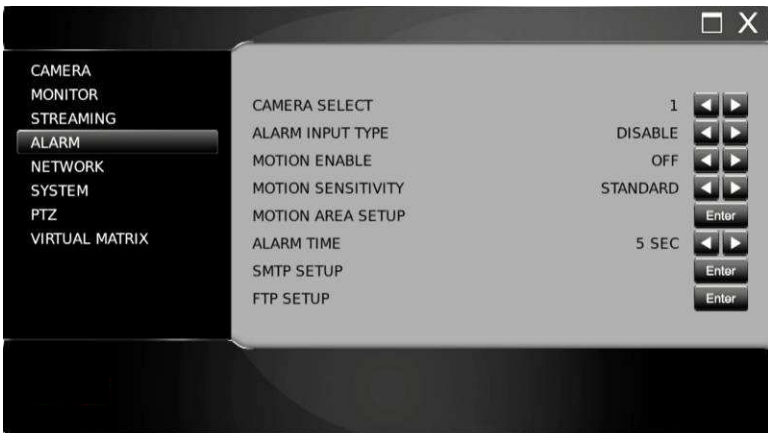 X
CAMERA
MONITOR
STREAMING
ALARM
NETWORK
SYSTEM
PTZ
VIRTUAL MATRIX
CAMERA SELECT 1
ALARM INPUT TYPE DISABLE
MOTION ENABLE OFF
MOTION SENSITIVITY STANDARD
MOTION AREA SETUP Enter
ALARM TIME 5 SEC
SMTP SETUP Enter
FTP SETUP Enter